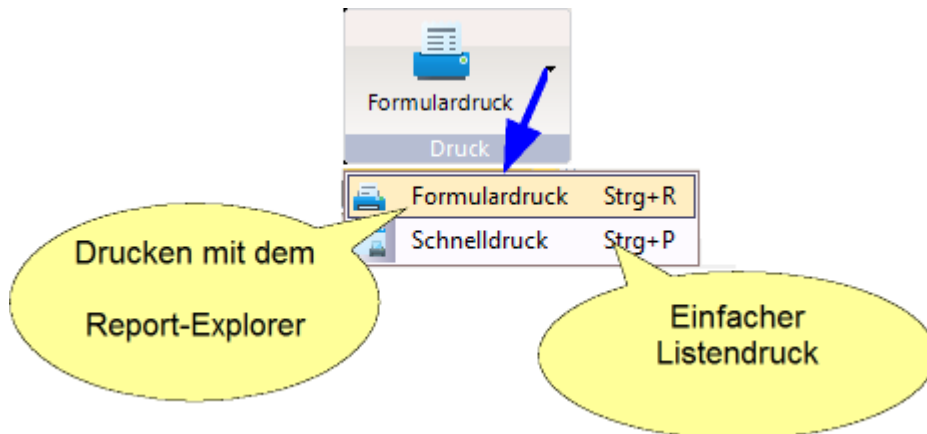 Formulardruck
Druck
Formulardruck Strg+R
Schnelldruck Strg+P
Drucken mit dem
Report-Explorer
Einfacher
Listendruck